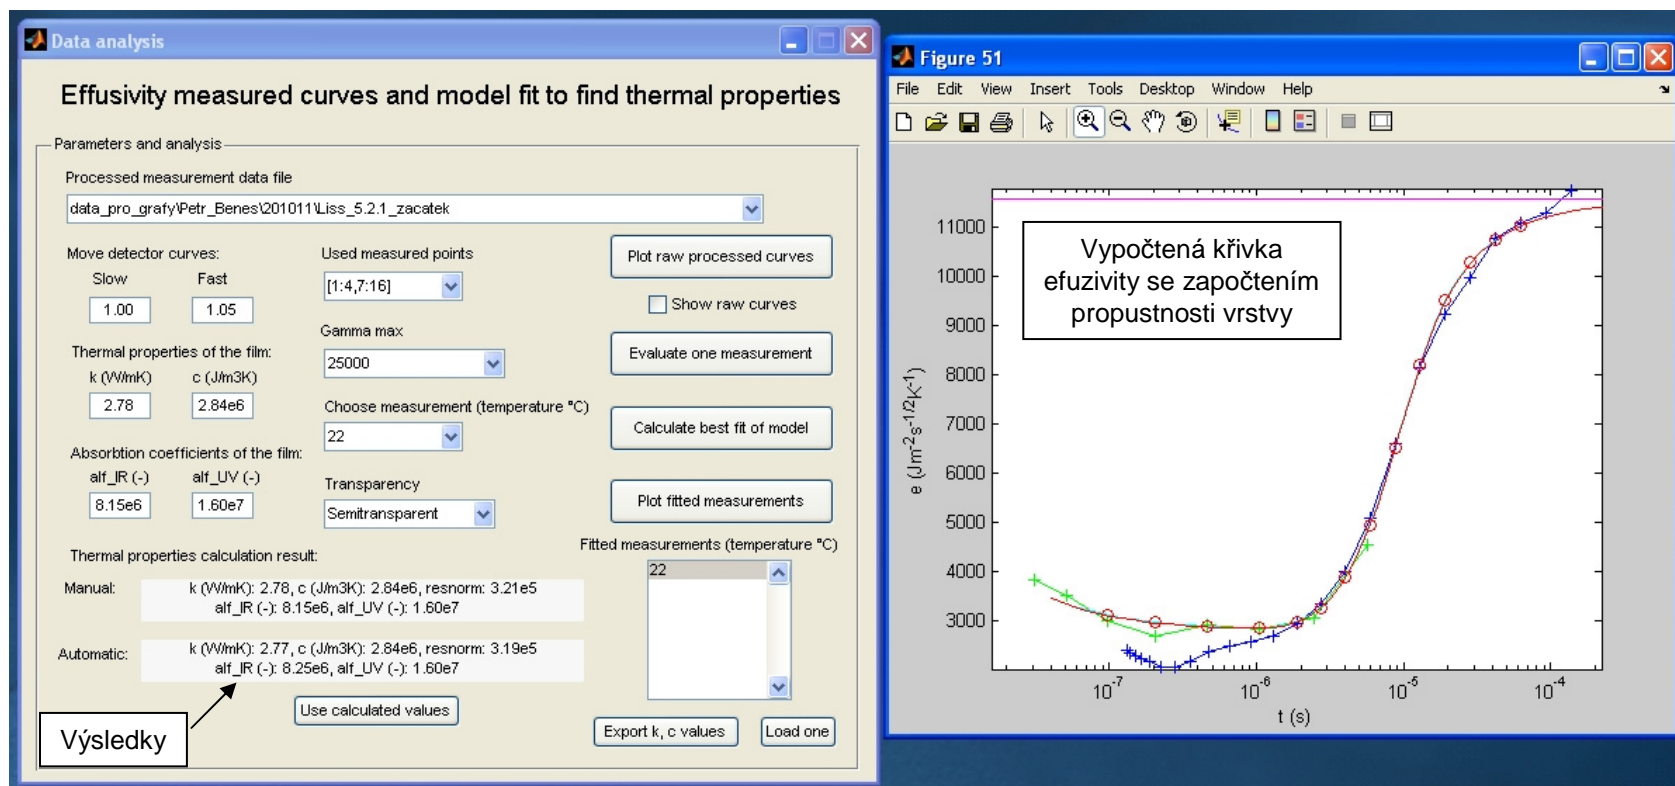 Data analysis
Effusivity measured curves and model fit to find thermal properties
Parameters and analysis
Processed measurement data file
data_pro_grafy\Petr_Benes\201011\Liss_5.2.1_zacatek
Move detector curves:
Slow Fast
1.00 1.05
Thermal properties of the film:
k (W/mK) c (J/m3K)
2.78 2.84e6
Absorbtion coefficients of the film:
alf_IR (-) alf_UV (-)
8.15e6 1.60e7
Used measured points
[1:4,7:16]
Gamma max
25000
Choose measurement (temperature °C)
22
Transparency
Semitransparent
Plot raw processed curves
Show raw curves
Evaluate one measurement
Calculate best fit of model
Plot fitted measurements
Fitted measurements (temperature °C)
22
Thermal properties calculation result:
Manual:
k (W/mK): 2.78, c (J/m3K): 2.84e6, resnorm: 3.21e5
alf_IR (-): 8.15e6, alf_UV (-): 1.60e7
Automatic:
k (W/mK): 2.77, c (J/m3K): 2.84e6, resnorm: 3.19e5
alf_IR (-): 8.25e6, alf_UV (-): 1.60e7
Use calculated values
Výsledky
Export k, c values
Load one
Figure 51
File Edit View Insert Tools Desktop Window Help
Vypočtená křivka
efuzivity se započtením
propustnosti vrstvy
11000
10000
9000
8000
7000
6000
5000
4000
3000
e (Jm⁻²s⁻¹/²K⁻¹)
10⁻⁷ 10⁻⁶ 10⁻⁵ 10⁻⁴
t (s)